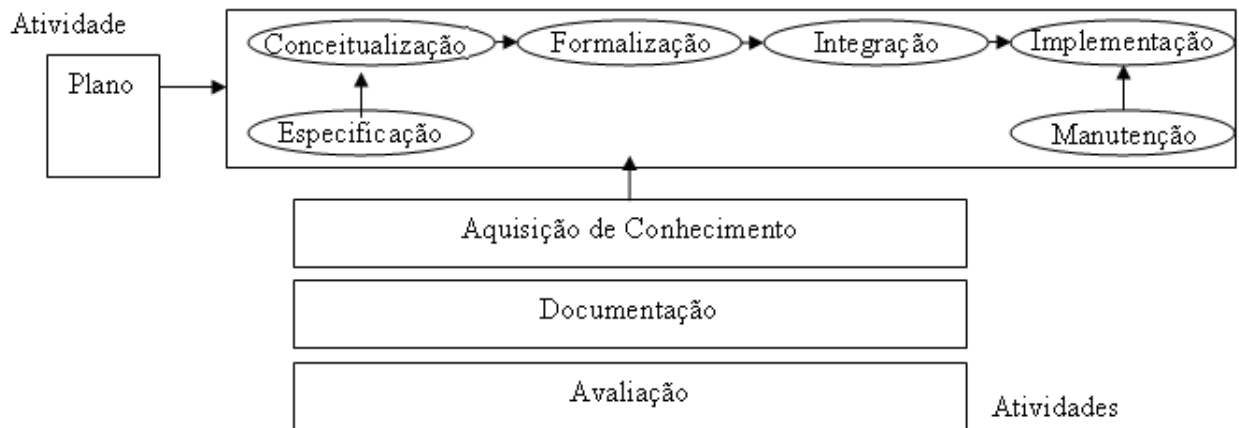 Atividade
Plano
Conceitualização
Formalização
Integração
Implementação
Especificação
Manutenção
Aquisição de Conhecimento
Documentação
Avaliação
Atividades